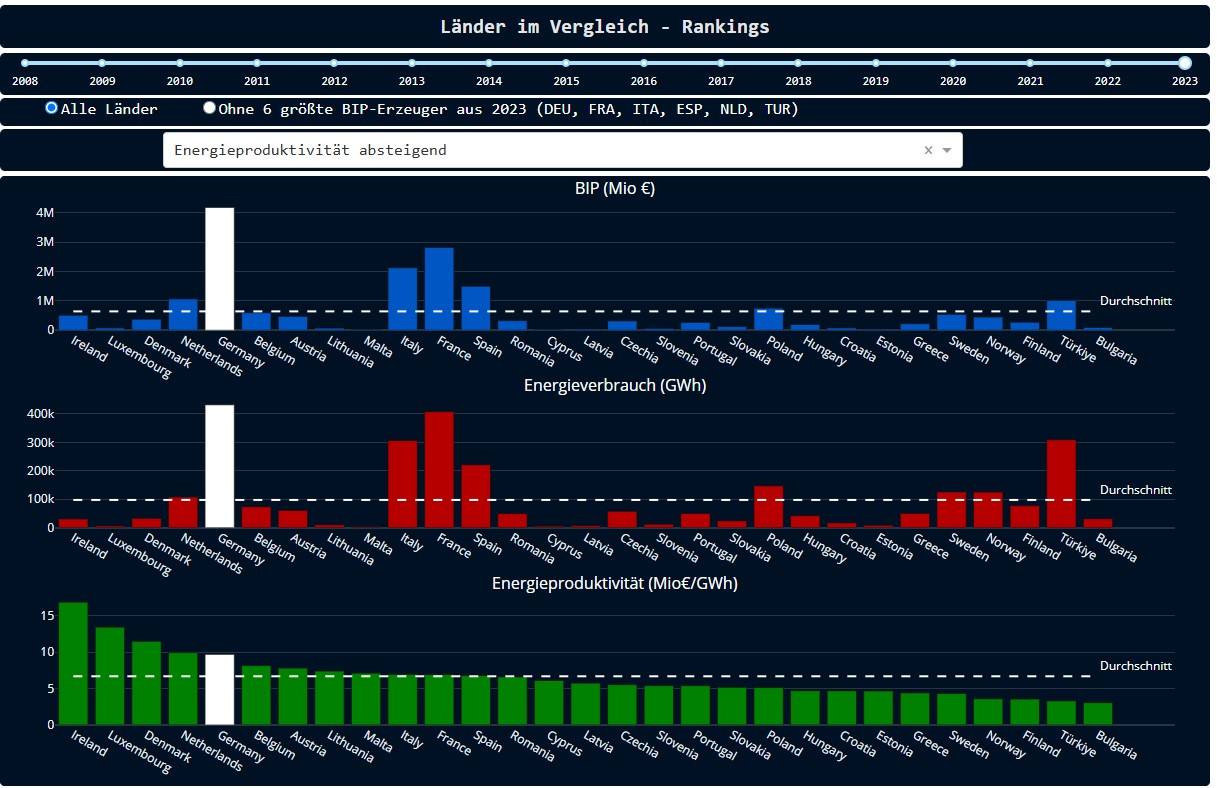 Länder im Vergleich - Rankings
2008 2009 2010 2011 2012 2013 2014 2015 2016 2017 2018 2019 2020 2021 2022 2023
Alle Länder Ohne 6 größte BIP-Erzeuger aus 2023 (DEU, FRA, ITA, ESP, NLD, TUR)
Energieproduktivität absteigend × 
BIP (Mio €)
4M
3M
2M
1M
Durchschnitt
0
Ireland Luxembourg Denmark Netherlands Germany Belgium Austria Lithuania Malta Italy France Spain Romania Cyprus Latvia Czechia Slovenia Portugal Slovakia Poland Hungary Croatia Estonia Greece Sweden Norway Finland Türkiye Bulgaria
Energieverbrauch (GWh)
400k
300k
200k
100k
Durchschnitt
0
Ireland Luxembourg Denmark Netherlands Germany Belgium Austria Lithuania Malta Italy France Spain Romania Cyprus Latvia Czechia Slovenia Portugal Slovakia Poland Hungary Croatia Estonia Greece Sweden Norway Finland Türkiye Bulgaria
Energieproduktivität (Mio€/GWh)
15
10
Durchschnitt
5
0
Ireland Luxembourg Denmark Netherlands Germany Belgium Austria Lithuania Malta Italy France Spain Romania Cyprus Latvia Czechia Slovenia Portugal Slovakia Poland Hungary Croatia Estonia Greece Sweden Norway Finland Türkiye Bulgaria